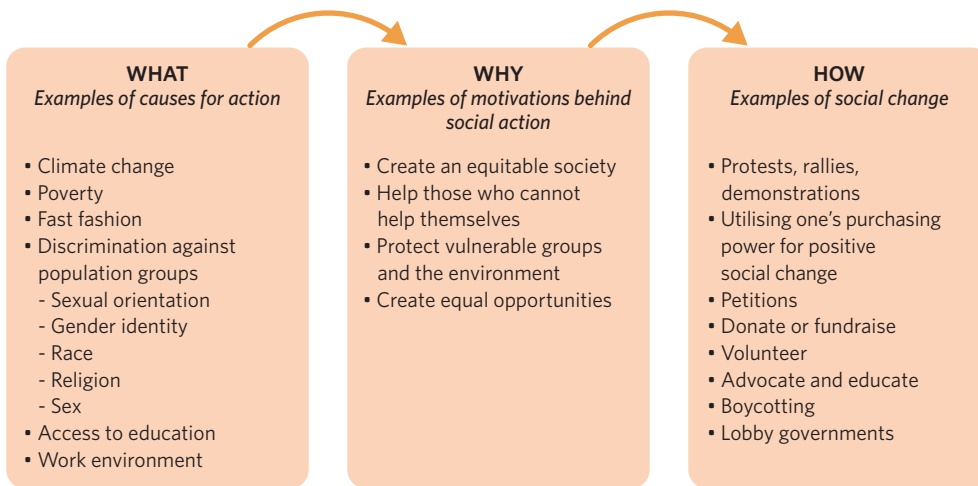 WHAT
Examples of causes for action
• Climate change
• Poverty
• Fast fashion
• Discrimination against
population groups
- Sexual orientation
- Gender identity
- Race
- Religion
- Sex
• Access to education
• Work environment
WHY
Examples of motivations behind
social action
• Create an equitable society
• Help those who cannot
help themselves
• Protect vulnerable groups
and the environment
• Create equal opportunities
HOW
Examples of social change
• Protests, rallies,
demonstrations
• Utilising one's purchasing
power for positive
social change
• Petitions
• Donate or fundraise
• Volunteer
• Advocate and educate
• Boycotting
• Lobby governments